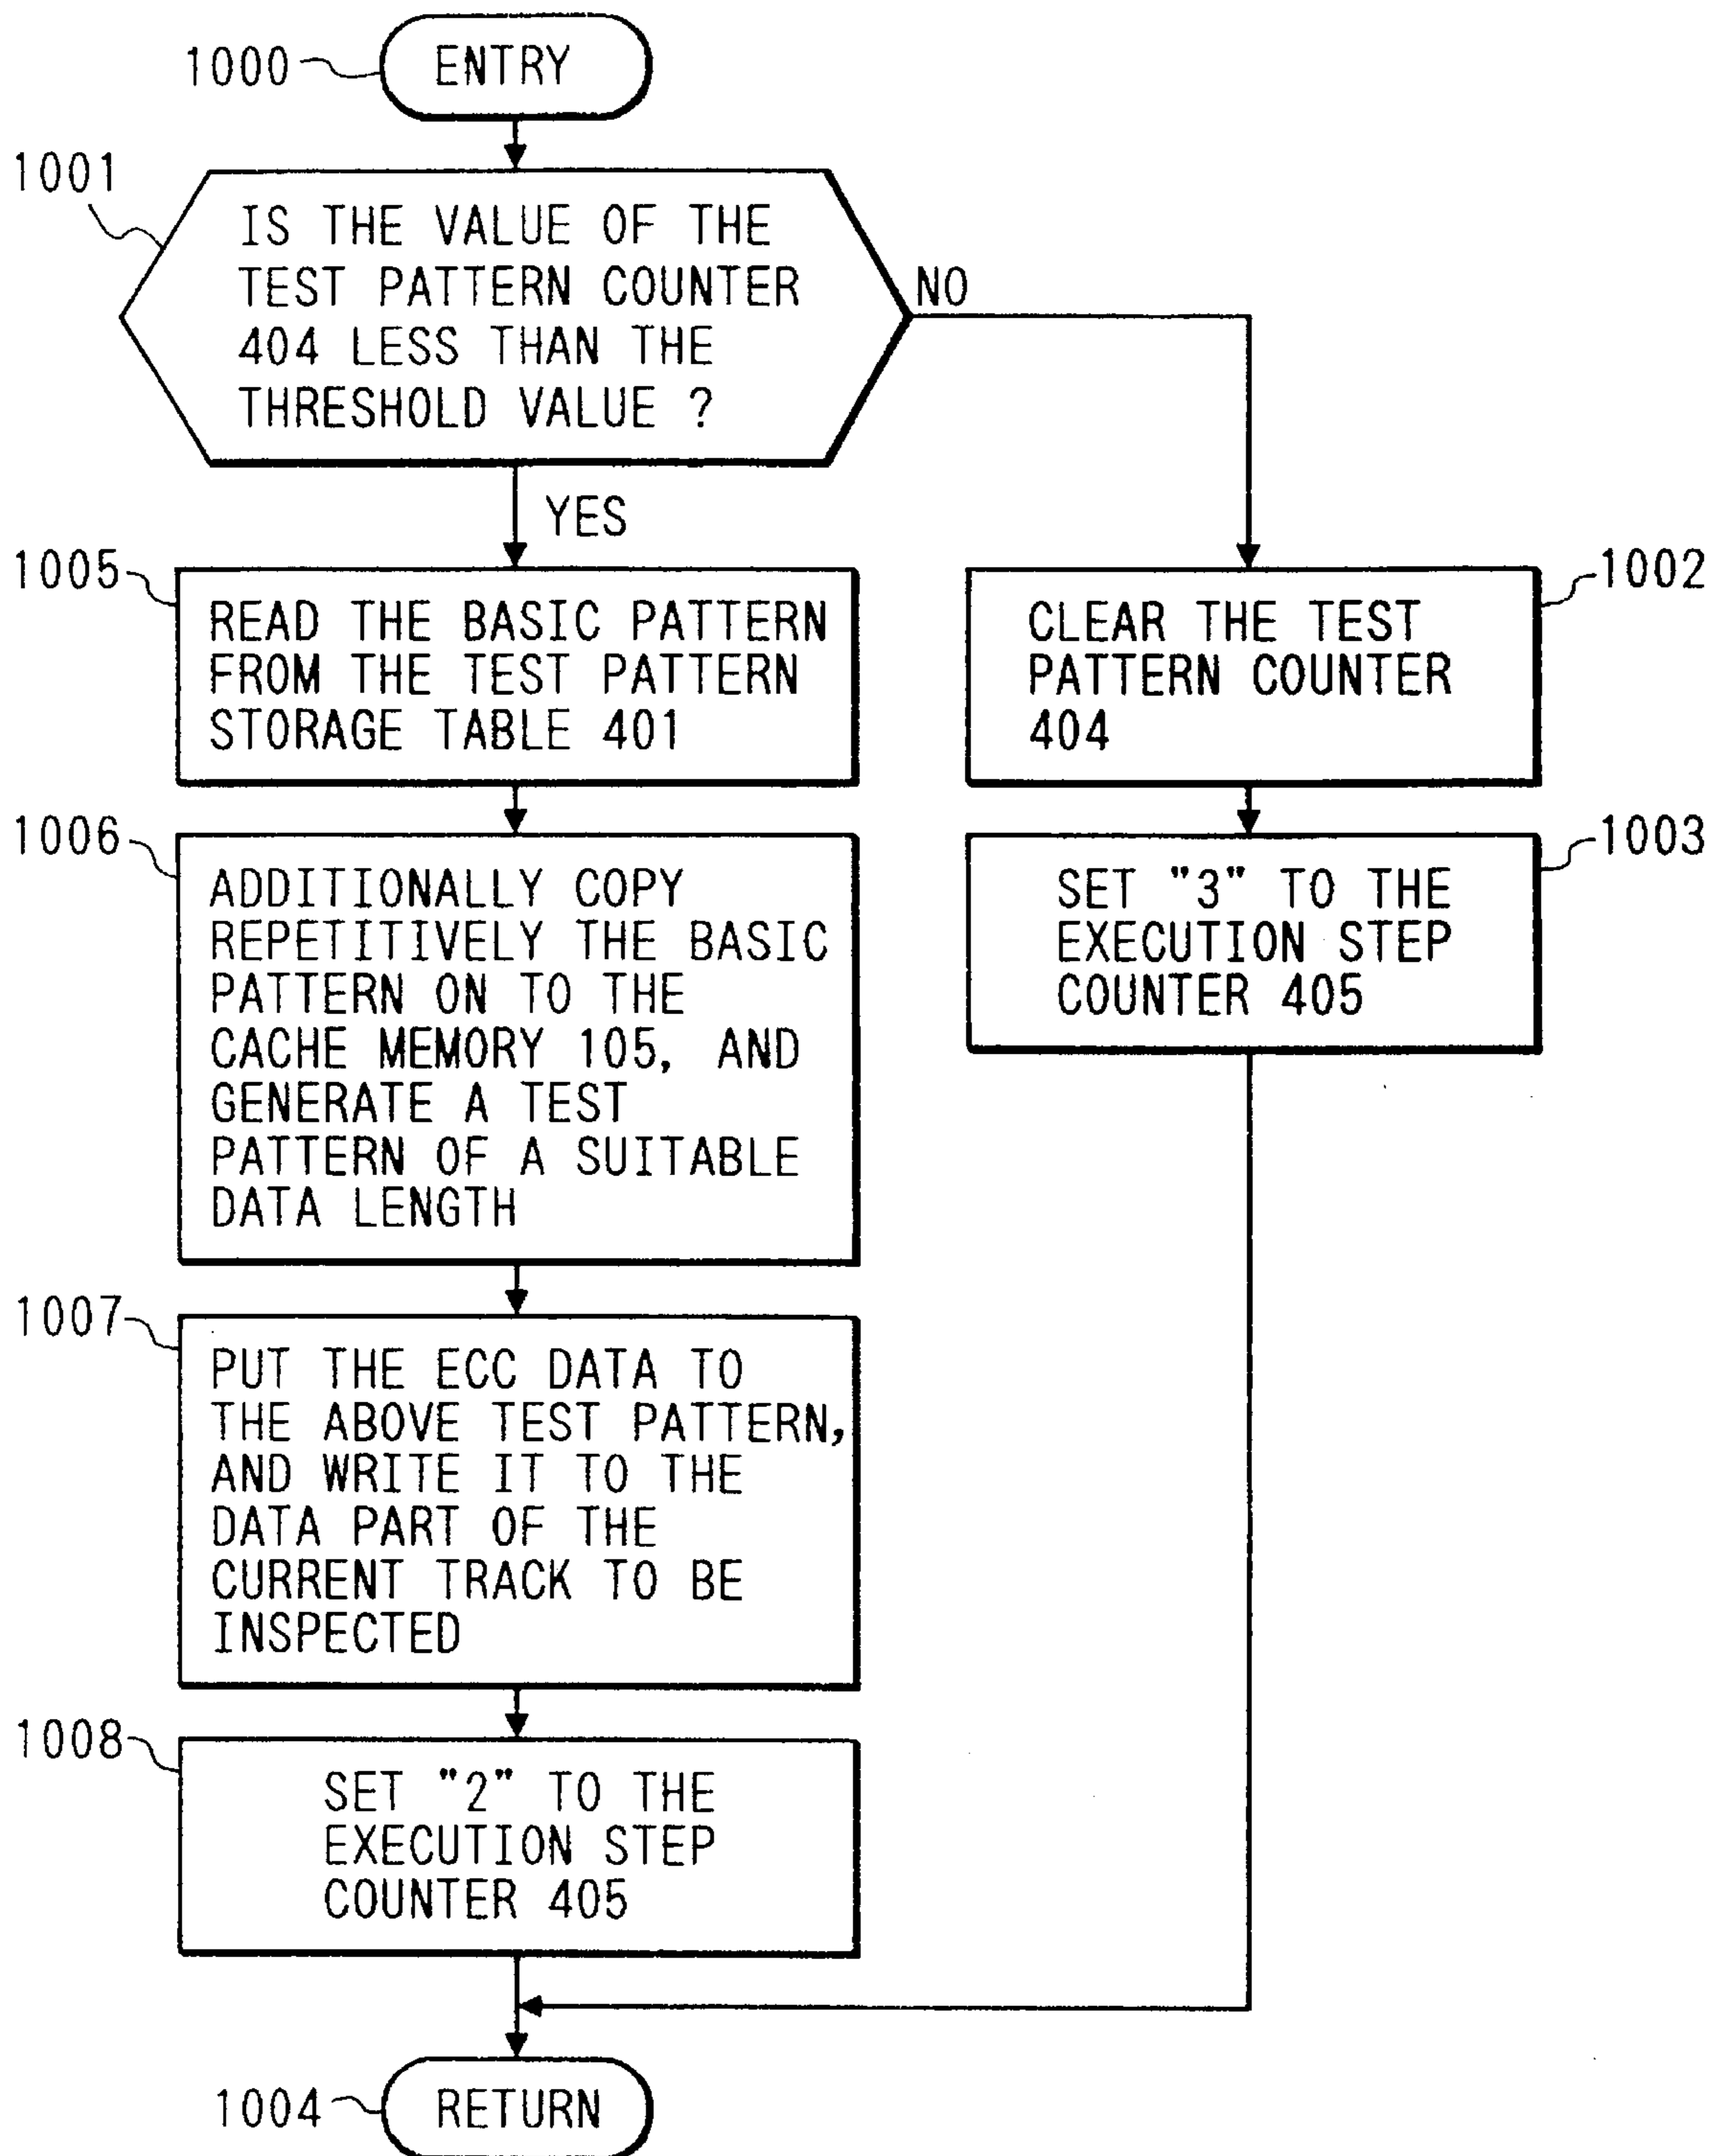 1000
ENTRY
1001
IS THE VALUE OF THE
TEST PATTERN COUNTER
404 LESS THAN THE
THRESHOLD VALUE ?
NO
YES
1005
READ THE BASIC PATTERN
FROM THE TEST PATTERN
STORAGE TABLE 401
1002
CLEAR THE TEST
PATTERN COUNTER
404
1006
ADDITIONALLY COPY
REPETITIVELY THE BASIC
PATTERN ON TO THE
CACHE MEMORY 105, AND
GENERATE A TEST
PATTERN OF A SUITABLE
DATA LENGTH
1003
SET "3" TO THE
EXECUTION STEP
COUNTER 405
1007
PUT THE ECC DATA TO
THE ABOVE TEST PATTERN,
AND WRITE IT TO THE
DATA PART OF THE
CURRENT TRACK TO BE
INSPECTED
1008
SET "2" TO THE
EXECUTION STEP
COUNTER 405
1004
RETURN